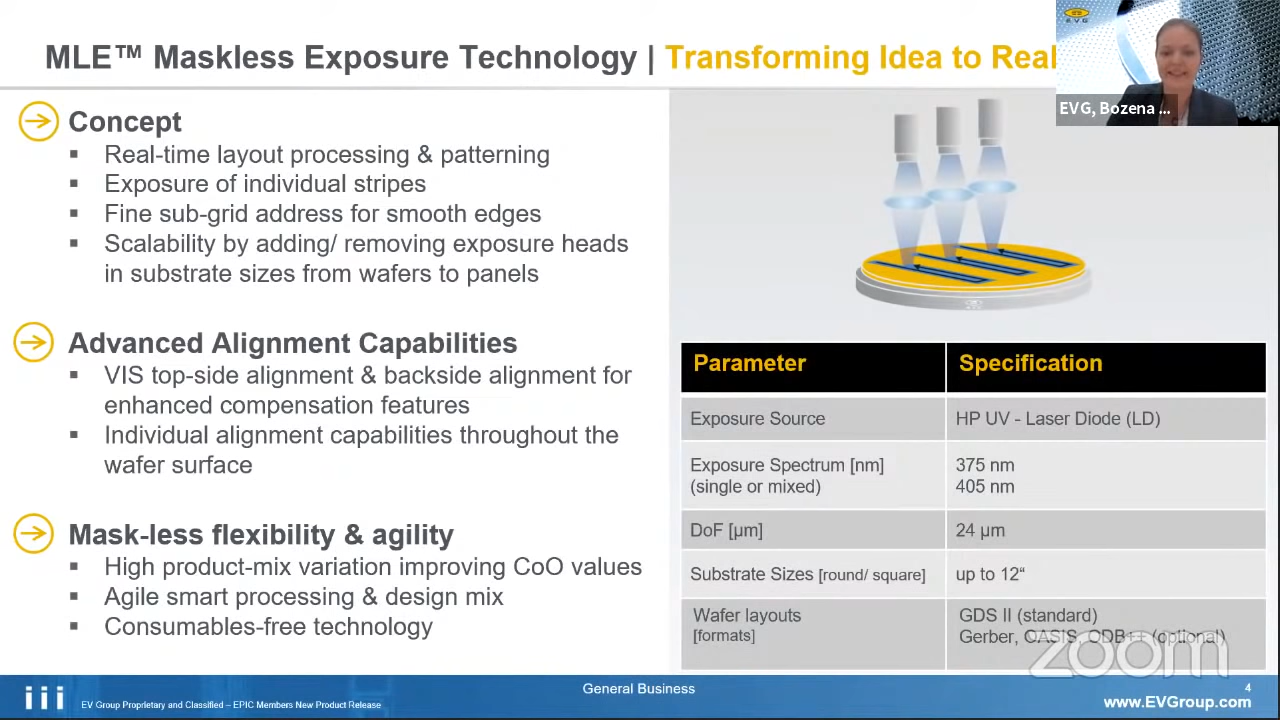 MLE™ Maskless Exposure Technology | Transforming Idea to Real
EVG
EVG, Bozena ...
Concept
▪ Real-time layout processing & patterning
▪ Exposure of individual stripes
▪ Fine sub-grid address for smooth edges
▪ Scalability by adding/ removing exposure heads
in substrate sizes from wafers to panels
Advanced Alignment Capabilities
▪ VIS top-side alignment & backside alignment for
enhanced compensation features
▪ Individual alignment capabilities throughout the
wafer surface
Mask-less flexibility & agility
▪ High product-mix variation improving CoO values
▪ Agile smart processing & design mix
▪ Consumables-free technology
Parameter Specification
Exposure Source HP UV - Laser Diode (LD)
Exposure Spectrum [nm] 375 nm
(single or mixed) 405 nm
DoF [µm] 24 µm
Substrate Sizes [round/ square] up to 12“
Wafer layouts GDS II (standard)
[formats] Gerber, OASIS, ODB++ (optional)
zoom
General Business
4
EV Group Proprietary and Classified – EPIC Members New Product Release
www.EVGroup.com